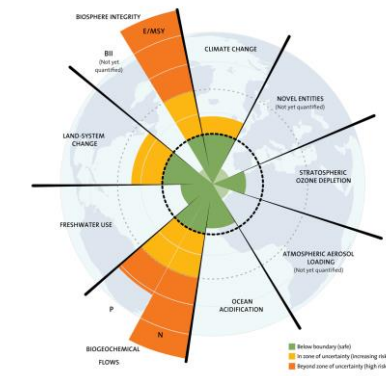 BIOSPHERE INTEGRITY
E/MSY
CLIMATE CHANGE
BII
(Not yet
quantified)
NOVEL ENTITIES
(Not yet quantified)
LAND-SYSTEM
CHANGE
STRATOSPHERIC
OZONE DEPLETION
FRESHWATER USE
ATMOSPHERIC AEROSOL
LOADING
(Not yet quantified)
P
N
OCEAN
ACIDIFICATION
BIOGEOCHEMICAL
FLOWS
Below boundary (safe)
In zone of uncertainty (increasing risk
Beyond zone of uncertainty (high risk